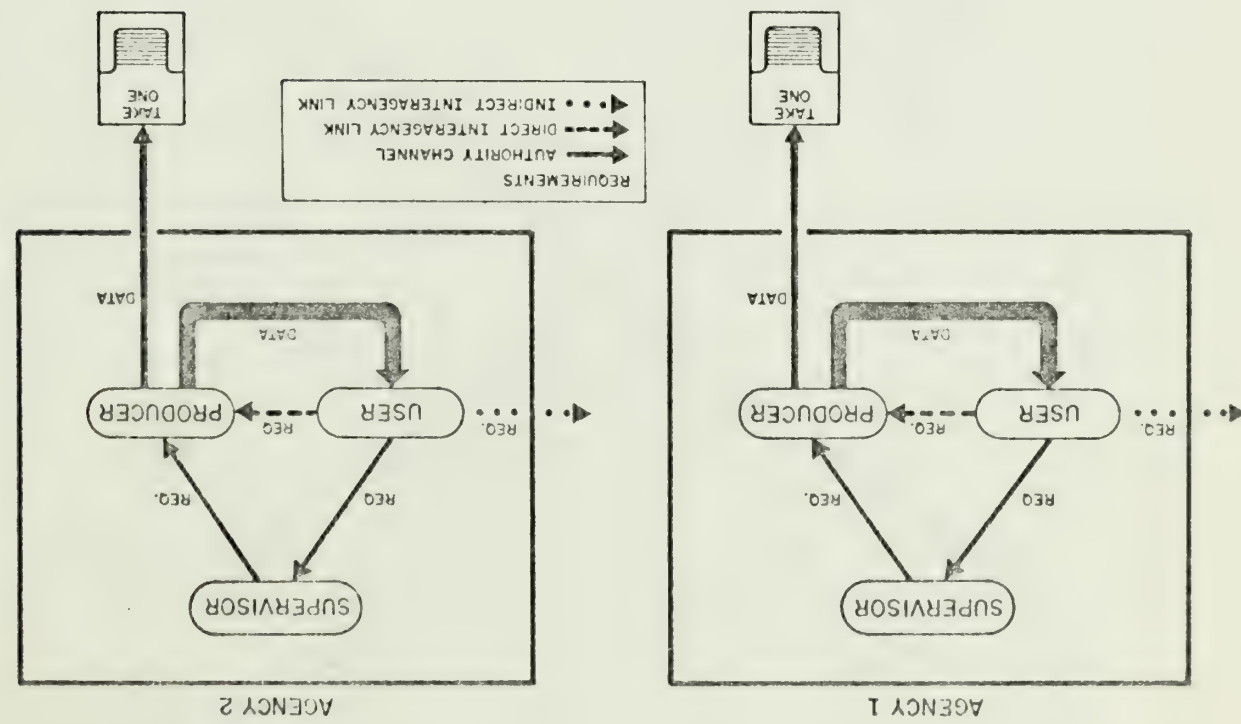 AGENCY 1
SUPERVISOR
REQ
REQ.
REQ.
USER
REQ.
PRODUCER
DATA
DATA
TAKE
ONE
AGENCY 2
SUPERVISOR
REQ
REQ.
REQ.
USER
REQ
PRODUCER
DATA
DATA
REQUIREMENTS
AUTHORITY CHANNEL
DIRECT INTERAGENCY LINK
INDIRECT INTERAGENCY LINK
TAKE
ONE